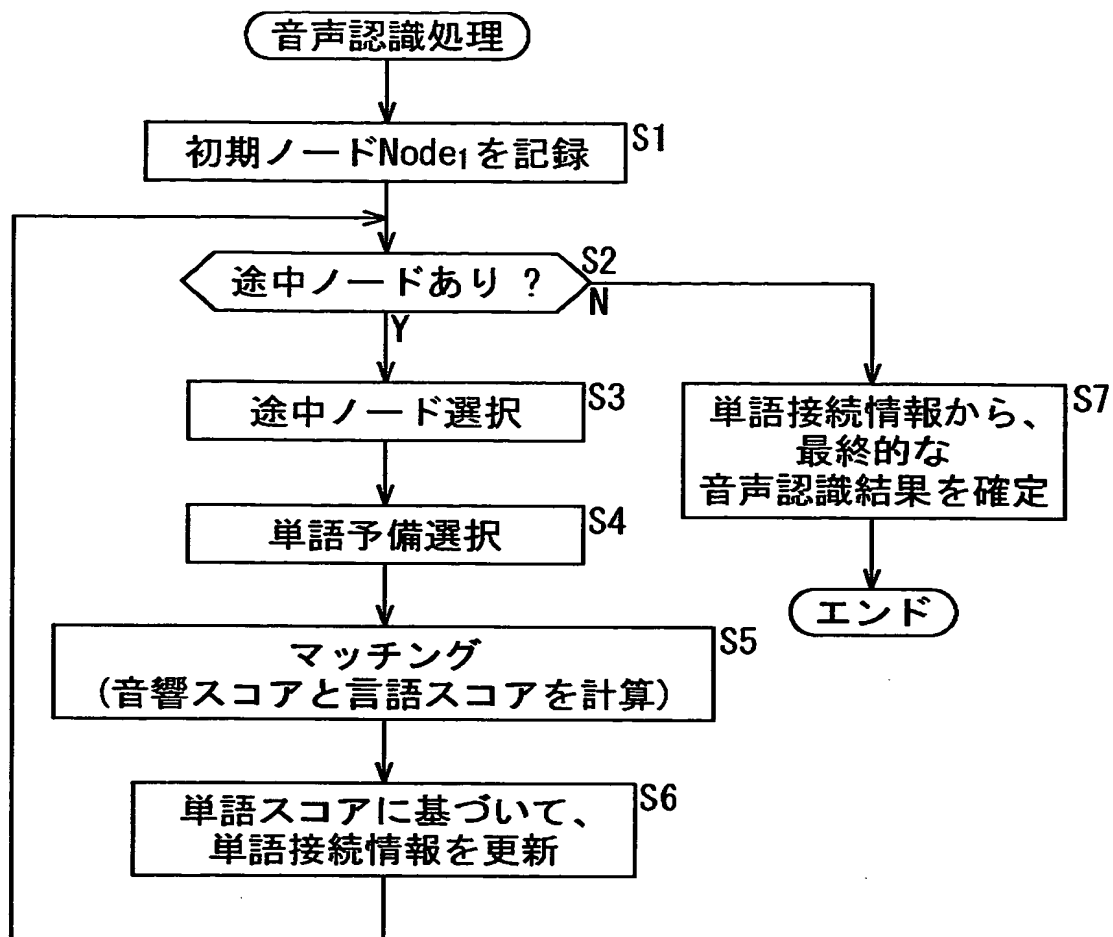 音声認識処理
初期ノードNode₁を記録
S1
途中ノードあり ?
S2
N
Y
途中ノード選択
S3
単語予備選択
S4
マッチング
(音響スコアと言語スコアを計算)
S5
単語スコアに基づいて、
単語接続情報を更新
S6
単語接続情報から、
最終的な
音声認識結果を確定
S7
エンド